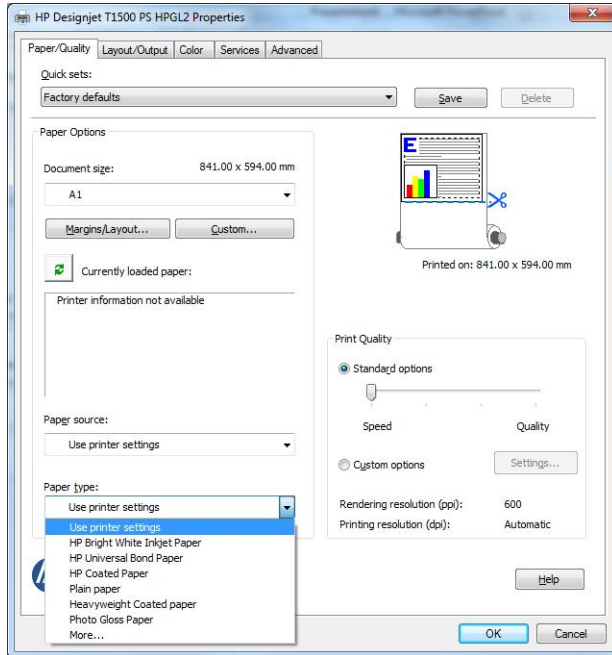 HP Designjet T1500 PS HPGL2 Properties
Paper/Quality Layout/Output Color Services Advanced
Quick sets:
Factory defaults
Save
Delete
Paper Options
Document size: 841.00 x 594.00 mm
A1
Margins/Layout...
Custom...
Currently loaded paper:
Printer information not available
E
Printed on: 841.00 x 594.00 mm
Print Quality
Standard options
Speed Quality
Custom options
Settings...
Rendering resolution (ppi): 600
Printing resolution (dpi): Automatic
Paper source:
Use printer settings
Paper type:
Use printer settings
Use printer settings
HP Bright White Inkjet Paper
HP Universal Bond Paper
HP Coated Paper
Plain paper
Heavyweight Coated paper
Photo Gloss Paper
More...
Help
OK
Cancel